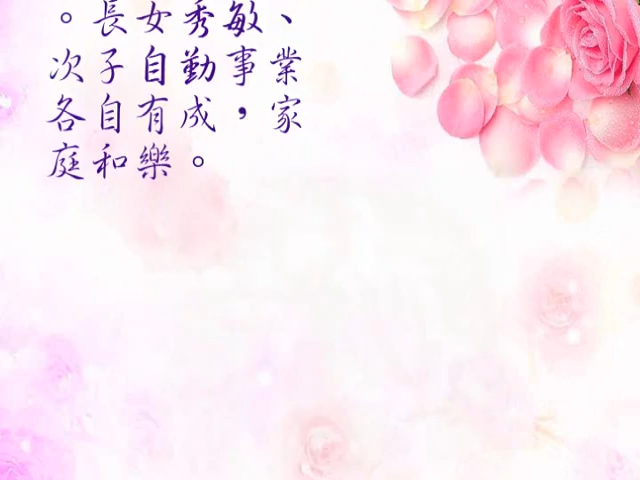 。長女秀敏、
次子自勤事業
各自有成，家
庭和樂。